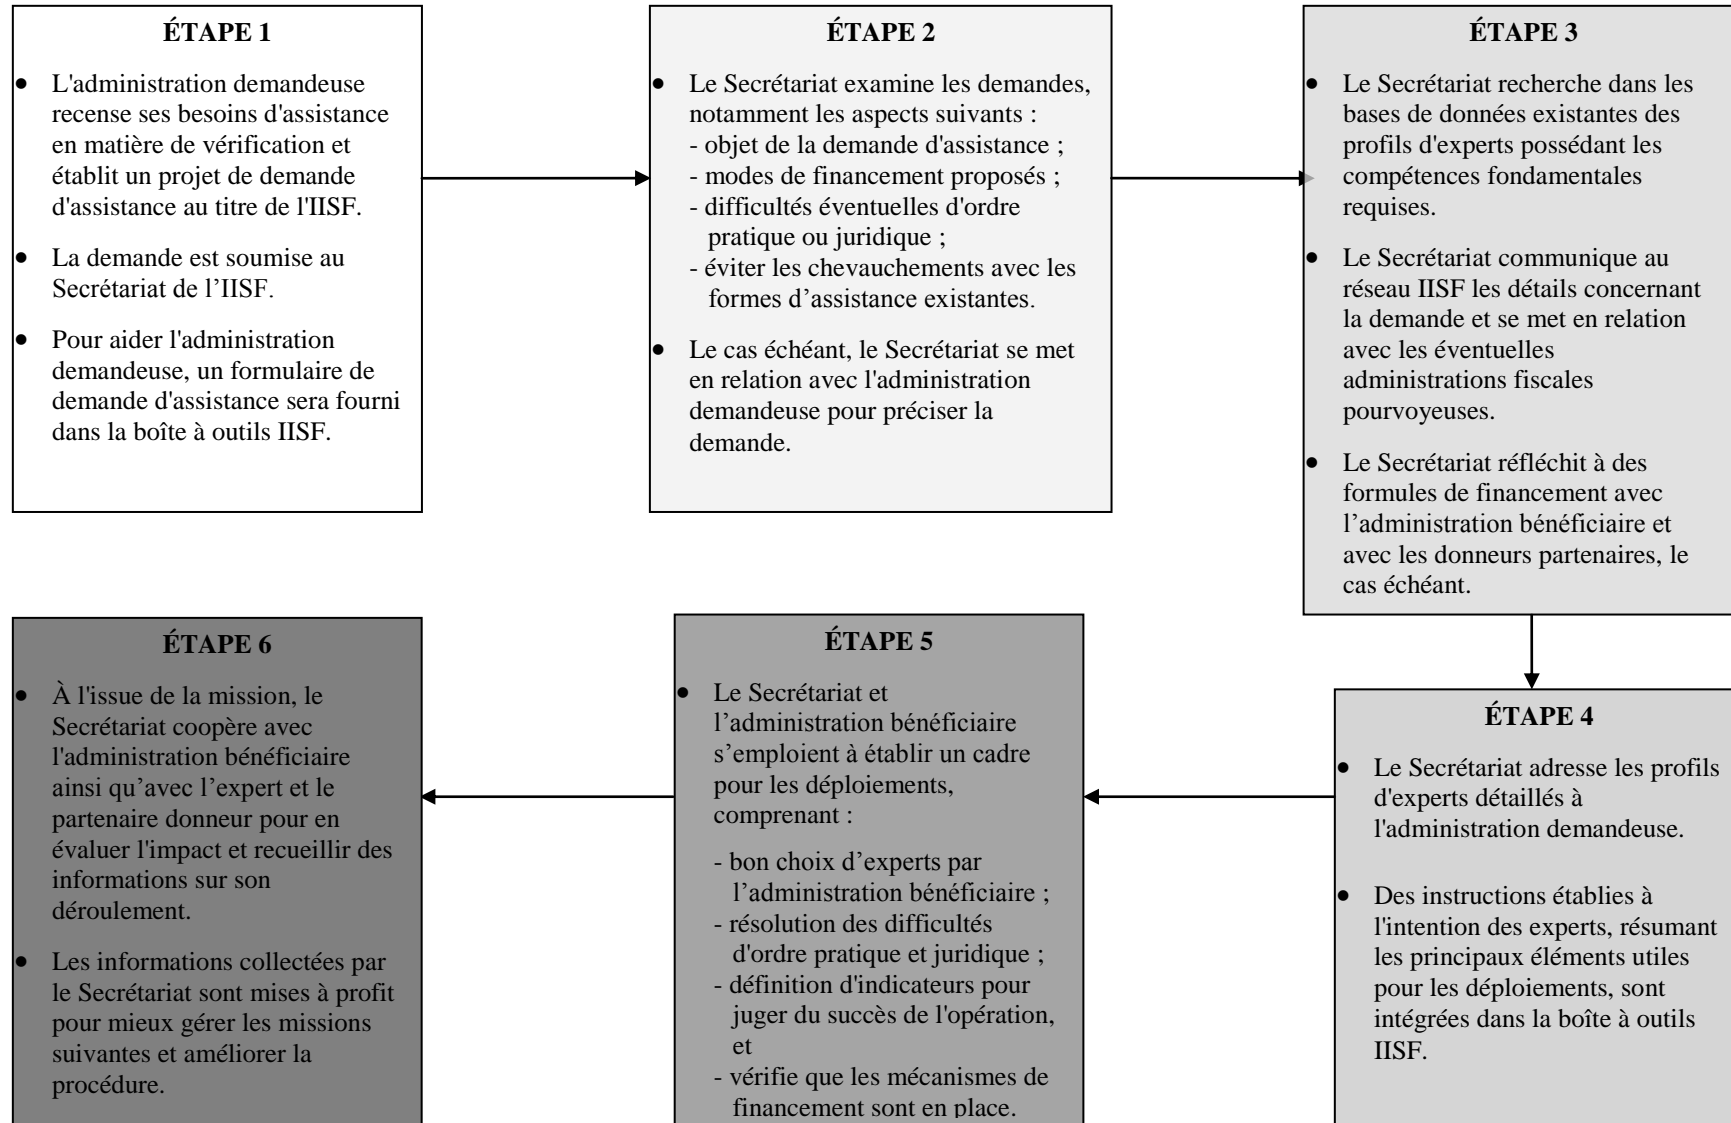 ÉTAPE 1
• L'administration demandeuse
recense ses besoins d'assistance
en matière de vérification et
établit un projet de demande
d'assistance au titre de l'IISF.
• La demande est soumise au
Secrétariat de l’IISF.
• Pour aider l'administration
demandeuse, un formulaire de
demande d'assistance sera fourni
dans la boîte à outils IISF.
ÉTAPE 2
• Le Secrétariat examine les demandes,
notamment les aspects suivants :
- objet de la demande d'assistance ;
- modes de financement proposés ;
- difficultés éventuelles d'ordre
pratique ou juridique ;
- éviter les chevauchements avec les
formes d’assistance existantes.
• Le cas échéant, le Secrétariat se met
en relation avec l'administration
demandeuse pour préciser la
demande.
ÉTAPE 3
• Le Secrétariat recherche dans les
bases de données existantes des
profils d'experts possédant les
compétences fondamentales
requises.
• Le Secrétariat communique au
réseau IISF les détails concernant
la demande et se met en relation
avec les éventuelles
administrations fiscales
pourvoyeuses.
• Le Secrétariat réfléchit à des
formules de financement avec
l’administration bénéficiaire et
avec les donneurs partenaires, le
cas échéant.
ÉTAPE 4
• Le Secrétariat adresse les profils
d'experts détaillés à
l'administration demandeuse.
• Des instructions établies à
l'intention des experts, résumant
les principaux éléments utiles
pour les déploiements, sont
intégrées dans la boîte à outils
IISF.
ÉTAPE 5
• Le Secrétariat et
l’administration bénéficiaire
s’emploient à établir un cadre
pour les déploiements,
comprenant :
- bon choix d’experts par
l’administration bénéficiaire ;
- résolution des difficultés
d'ordre pratique et juridique ;
- définition d'indicateurs pour
juger du succès de l'opération,
et
- vérifie que les mécanismes de
financement sont en place.
ÉTAPE 6
• À l'issue de la mission, le
Secrétariat coopère avec
l'administration bénéficiaire
ainsi qu’avec l’expert et le
partenaire donneur pour en
évaluer l'impact et recueillir des
informations sur son
déroulement.
• Les informations collectées par
le Secrétariat sont mises à profit
pour mieux gérer les missions
suivantes et améliorer la
procédure.